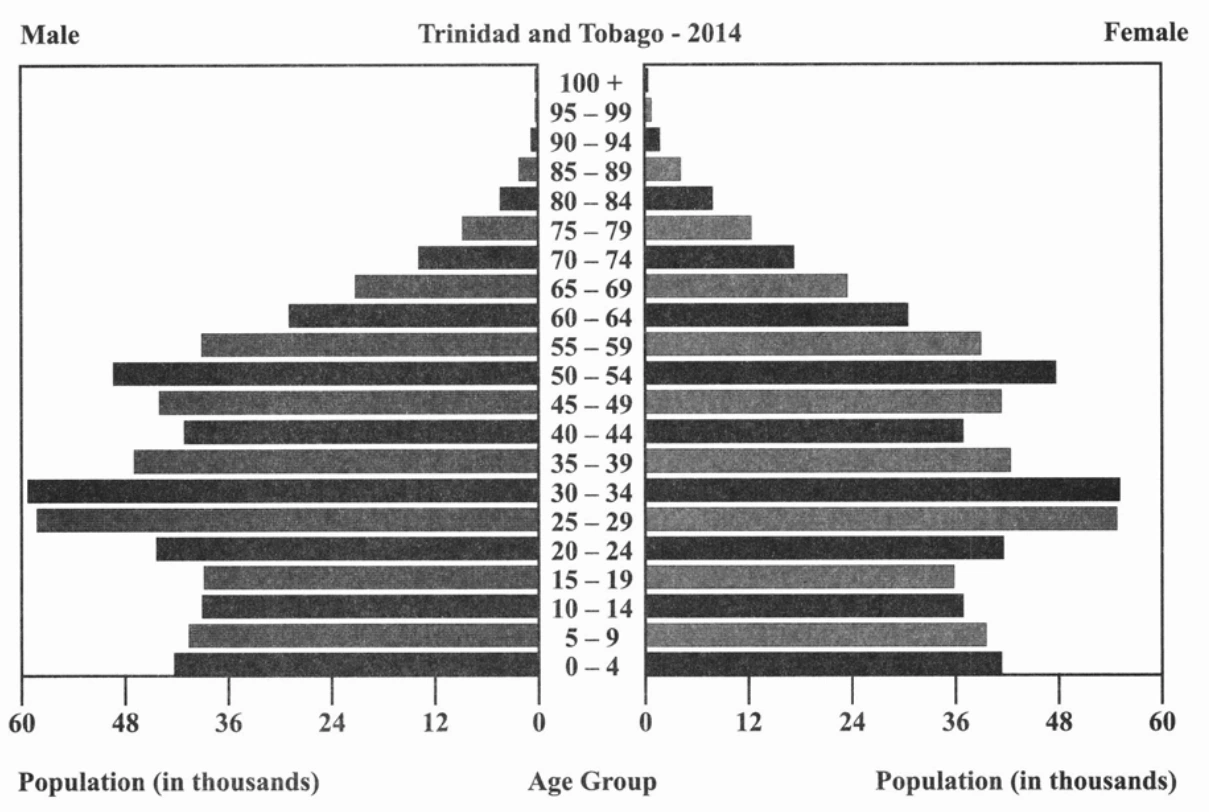 Male Trinidad and Tobago - 2014 Female
100 +
95 – 99
90 – 94
85 – 89
80 – 84
75 – 79
70 – 74
65 – 69
60 – 64
55 – 59
50 – 54
45 – 49
40 – 44
35 – 39
30 – 34
25 – 29
20 – 24
15 – 19
10 – 14
5 – 9
0 – 4
60 48 36 24 12 0 0 12 24 36 48 60
Population (in thousands) Age Group Population (in thousands)